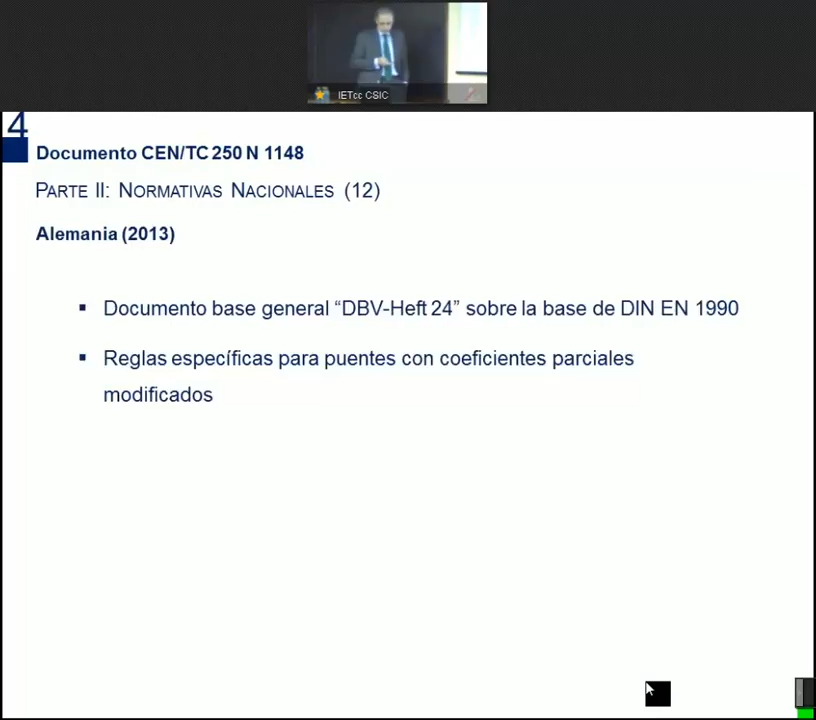 IETcc CSIC
4
Documento CEN/TC 250 N 1148
PARTE II: NORMATIVAS NACIONALES (12)
Alemania (2013)
▪ Documento base general “DBV-Heft 24” sobre la base de DIN EN 1990
▪ Reglas específicas para puentes con coeficientes parciales
modificados